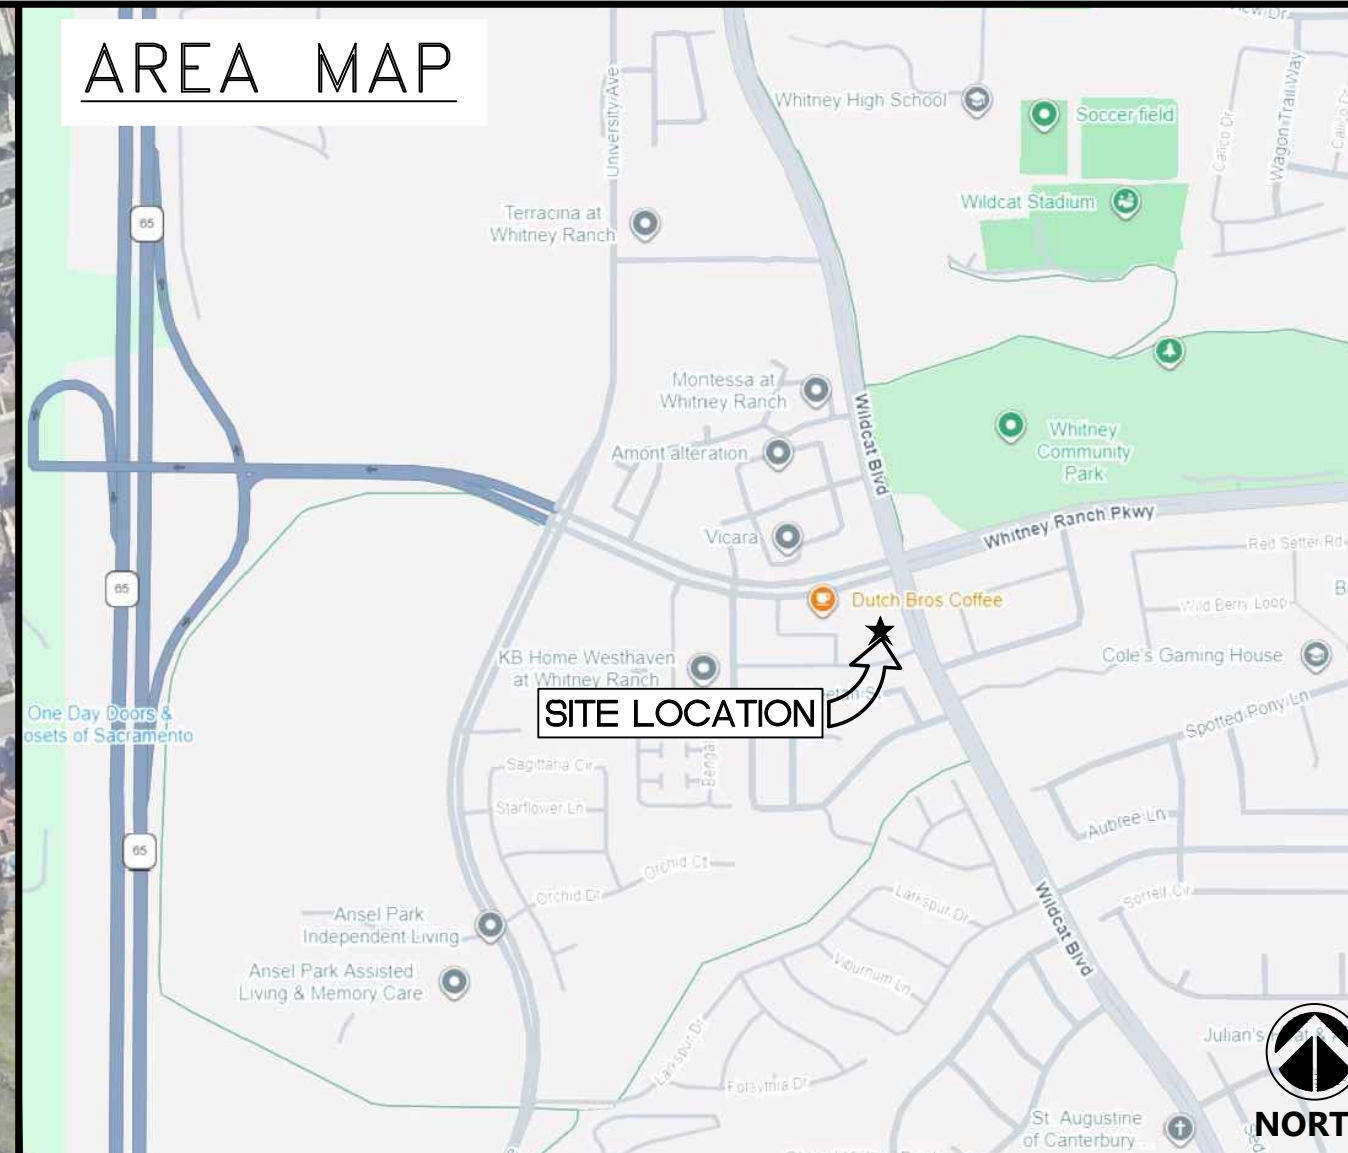 AREA MAP
University Ave
Whitney High School
Soccer field
Wagon Trail Way
Calico Dr
Wildcat Stadium
65
Terracina at
Whitney Ranch
Montessa at
Whitney Ranch
Wildcat Blvd
Amont alteration
Whitney
Community
Park
Vicara
Whitney Ranch Pkwy
Red Setter Rd
65
Dutch Bros Coffee
Wild Berry Loop
KB Home Westhaven
at Whitney Ranch
Cole's Gaming House
SITE LOCATION
Spotted Pony Ln
One Day Doors &
osets of Sacramento
Sagittaria Cir
Starflower Ln
Aubree Ln
65
Orchid Ct
Orchid Dr
Larkspur Dr
Sorrell Cir
Wildcat Blvd
Ansel Park
Independent Living
Ansel Park Assisted
Living & Memory Care
Viburnum Ln
Larkspur Dr
Forsythia Dr
Julian's
St. Augustine
of Canterbury
NORT